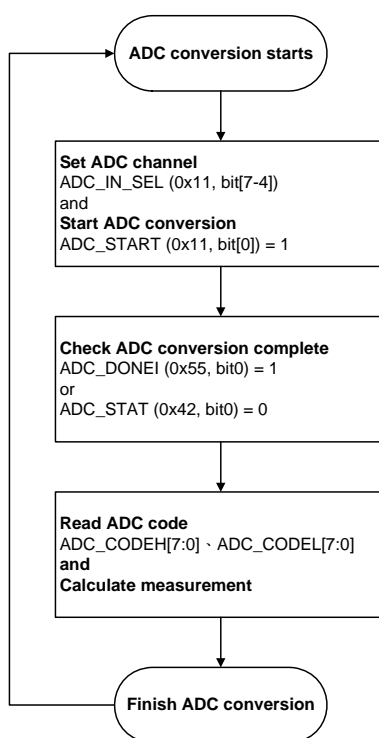 ADC conversion starts
Set ADC channel
ADC_IN_SEL (0x11, bit[7-4])
and
Start ADC conversion
ADC_START (0x11, bit[0]) = 1
Check ADC conversion complete
ADC_DONEI (0x55, bit0) = 1
or
ADC_STAT (0x42, bit0) = 0
Read ADC code
ADC_CODEH[7:0]、ADC_CODEL[7:0]
and
Calculate measurement
Finish ADC conversion